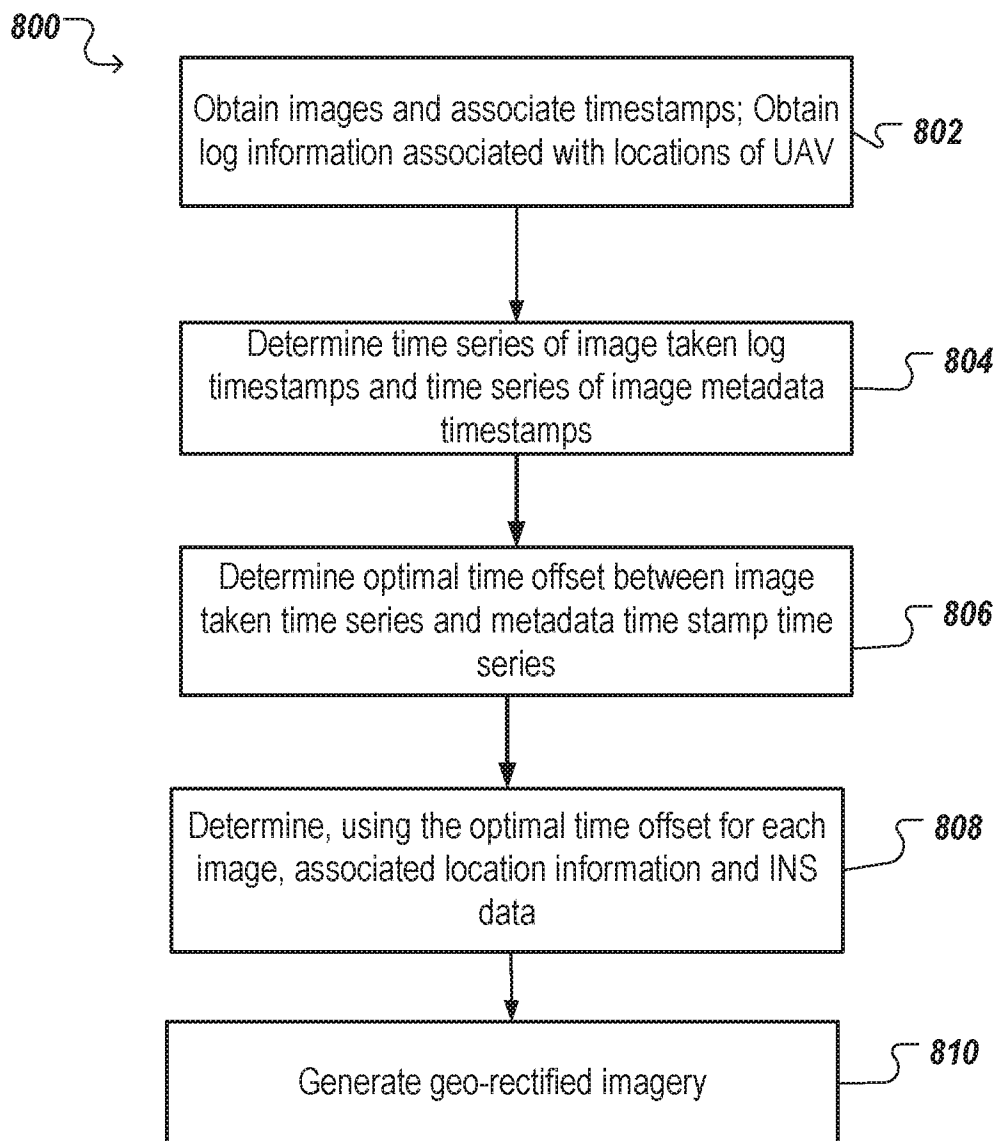 800
Obtain images and associate timestamps; Obtain
log information associated with locations of UAV
802
Determine time series of image taken log
timestamps and time series of image metadata
timestamps
804
Determine optimal time offset between image
taken time series and metadata time stamp time
series
806
Determine, using the optimal time offset for each
image, associated location information and INS
data
808
Generate geo-rectified imagery
810